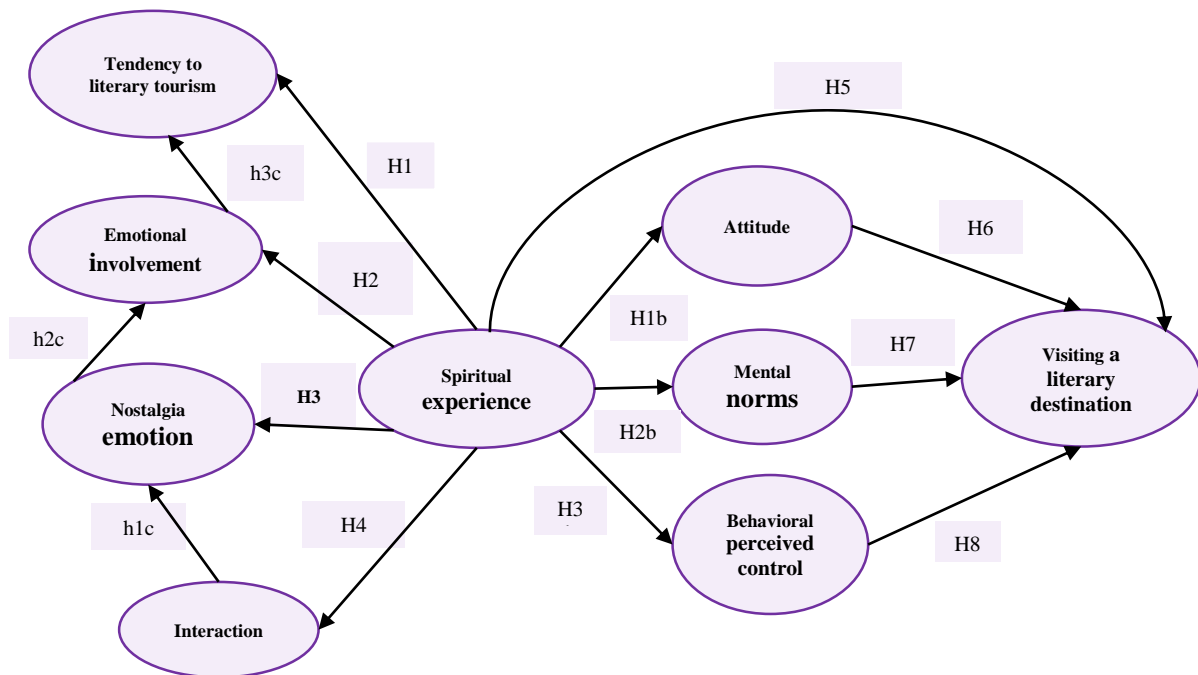 Tendency to
literary tourism
H5
H1
h3c
Attitude
H6
Emotional
involvement
H2
h2c
H1b
H7
Spiritual
experience
Mental
norms
Visiting a
literary
destination
H3
Nostalgia
emotion
H2b
H3
H4
h1c
Behavioral
perceived
control
H8
Interaction